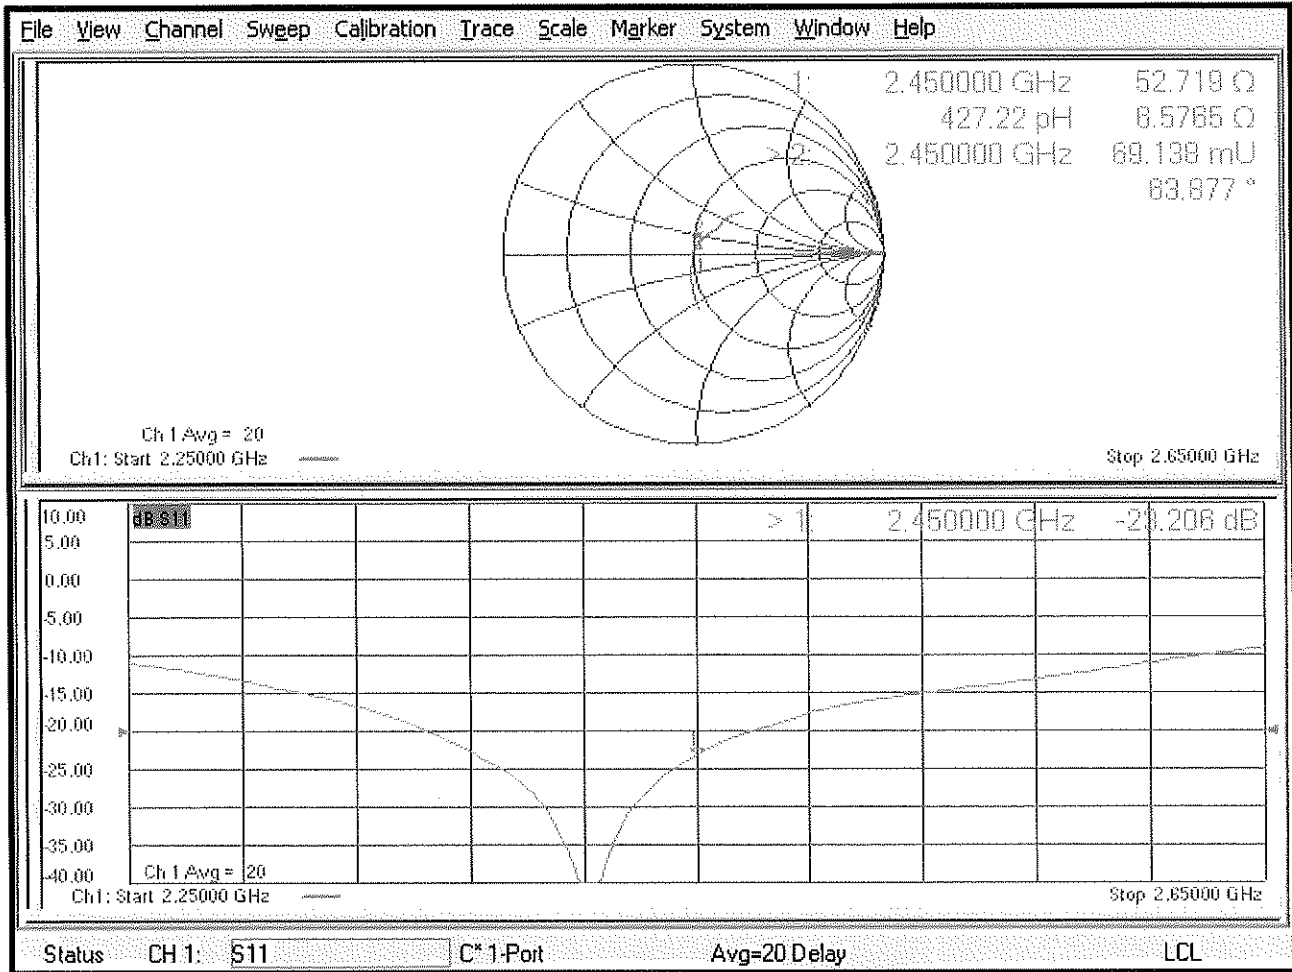 File View Channel Sweep Calibration Trace Scale Marker System Window Help
1: 2.450000 GHz 52.719 Ω
427.22 pH 6.5765 Ω
> 2: 2.450000 GHz 69.138 mU
63.877 °
Ch 1 Avg = 20
Ch1: Start 2.25000 GHz Stop 2.65000 GHz
10.00 dB S11 > 1: 2.450000 GHz -23.206 dB
5.00
0.00
-5.00
-10.00
-15.00
-20.00
-25.00
-30.00
-35.00
-40.00 Ch 1 Avg = 20
Ch1: Start 2.25000 GHz Stop 2.65000 GHz
Status CH 1: S11 C* 1-Port Avg=20 Delay LCL